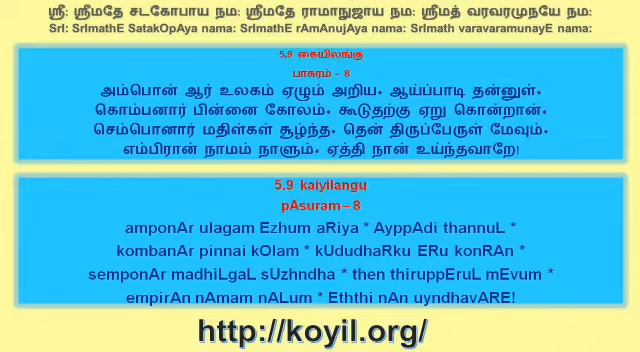 ஸ்ரீ: ஸ்ரீமதே சடகோபாய நம: ஸ்ரீமதே ராமாநுஜாய நம: ஸ்ரீமத் வரவரமுநயே நம:
SrI: SrImathE SatakOpAya nama: SrImathE rAmAnujAya nama: SrImath varavaramunayE nama:
5.9 கையிலங்கு
பாசுரம் - 8
அம்பொன் ஆர் உலகம் ஏழும் அறிய* ஆய்ப்பாடி தன்னுள்*
கொம்பனார் பின்னை கோலம்* கூடுதற்கு ஏறு கொன்றான்*
செம்பொனார் மதிள்கள் சூழ்ந்த* தென் திருப்பேருள் மேவும்*
எம்பிரான் நாமம் நாளும்* ஏத்தி நான் உய்ந்தவாறே!
5.9 kaiyilangu
pAsuram – 8
amponAr ulagam Ezhum aRiya * AyppAdi thannuL *
kombanAr pinnai kOlam * kUdudhaRku ERu konRAn *
semponAr madhiLgaL sUzhndha * then thiruppEruL mEvum *
empirAn nAmam nALum * Eththi nAn uyndhavARE!
http://koyil.org/